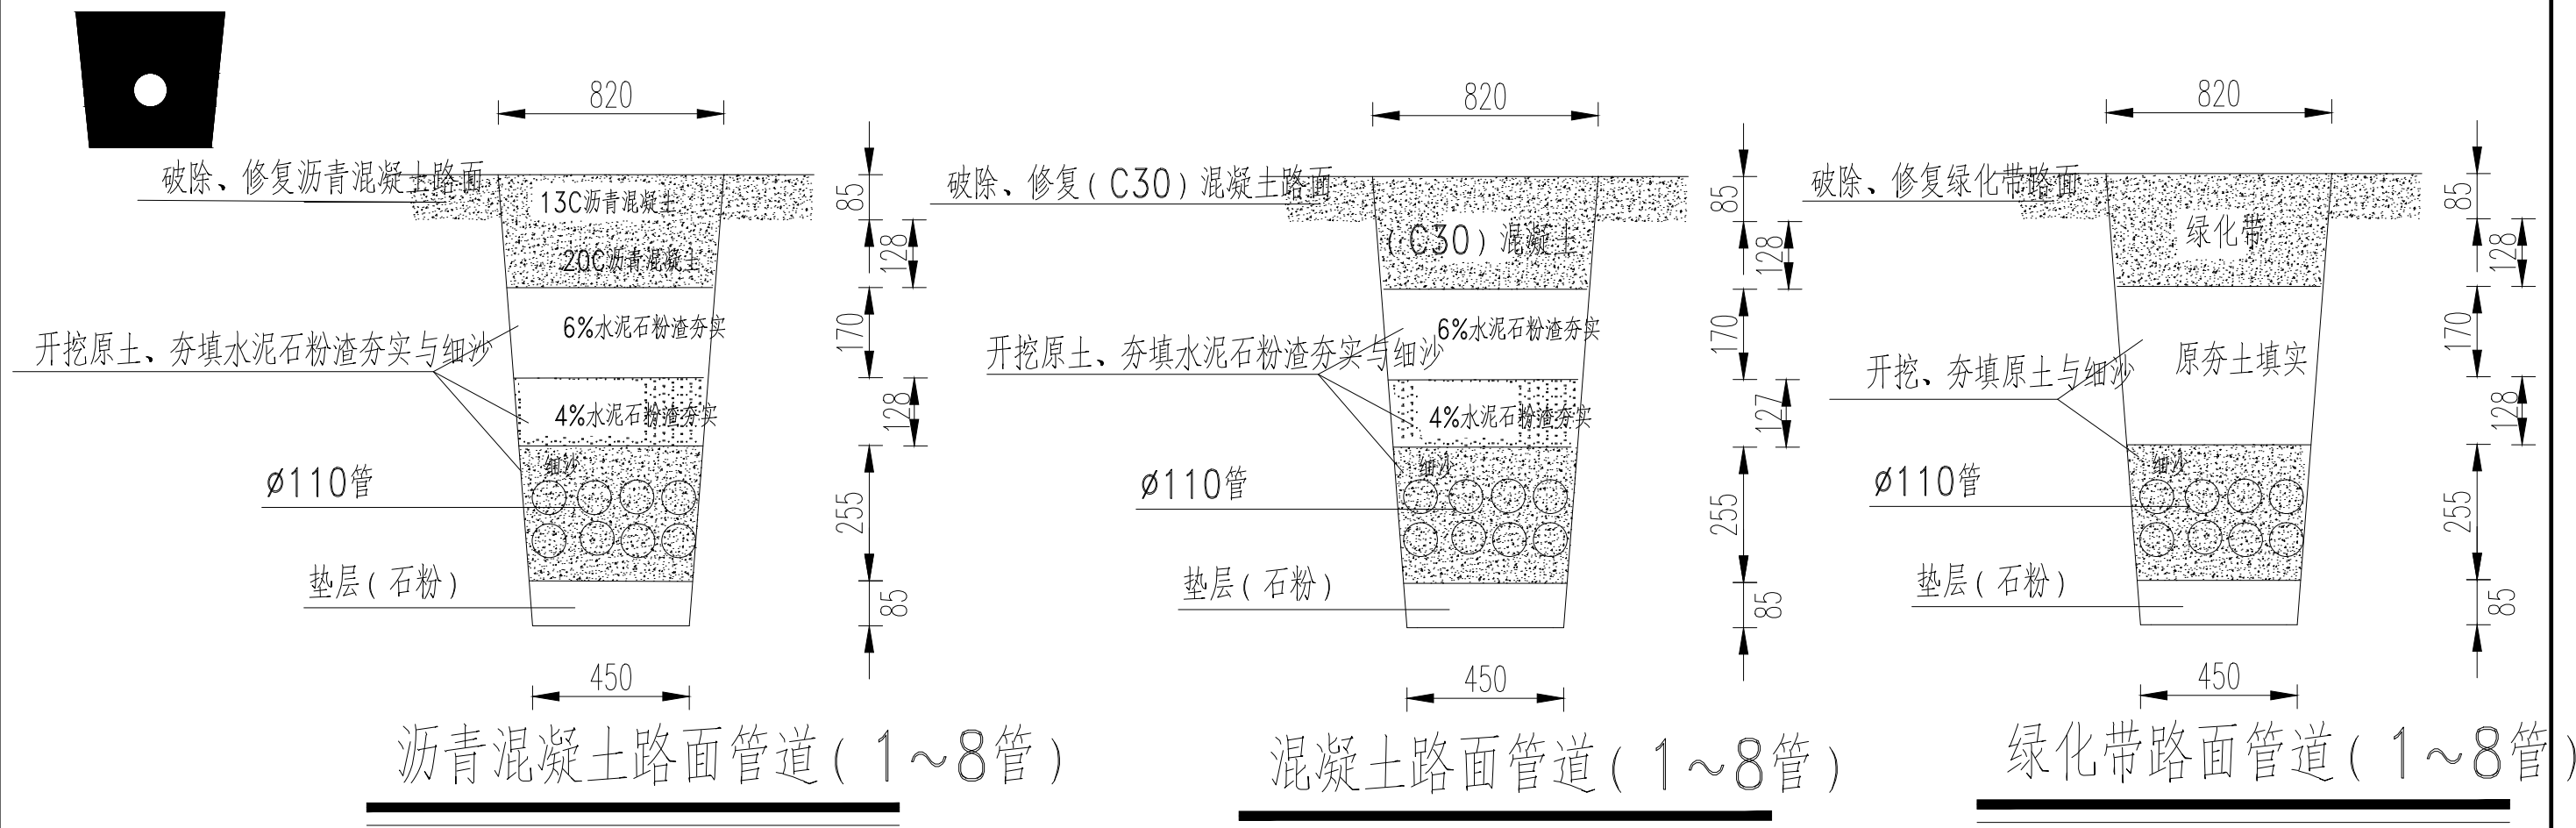 820
破除、修复沥青混凝土路面
13C沥青混凝土
20C沥青混凝土
6%水泥石粉渣夯实
开挖原土、夯填水泥石粉渣夯实与细沙
4%水泥石粉渣夯实
细沙
ø110管
垫层(石粉)
85
128
170
128
255
85
450
沥青混凝土路面管道(1~8管)
820
破除、修复(C30)混凝土路面
(C30)混凝土
6%水泥石粉渣夯实
开挖原土、夯填水泥石粉渣夯实与细沙
4%水泥石粉渣夯实
细沙
ø110管
垫层(石粉)
85
128
170
127
255
85
450
混凝土路面管道(1~8管)
820
破除、修复绿化带路面
绿化带
原夯土填实
开挖、夯填原土与细沙
细沙
ø110管
垫层(石粉)
85
128
170
128
255
85
450
绿化带路面管道(1~8管)